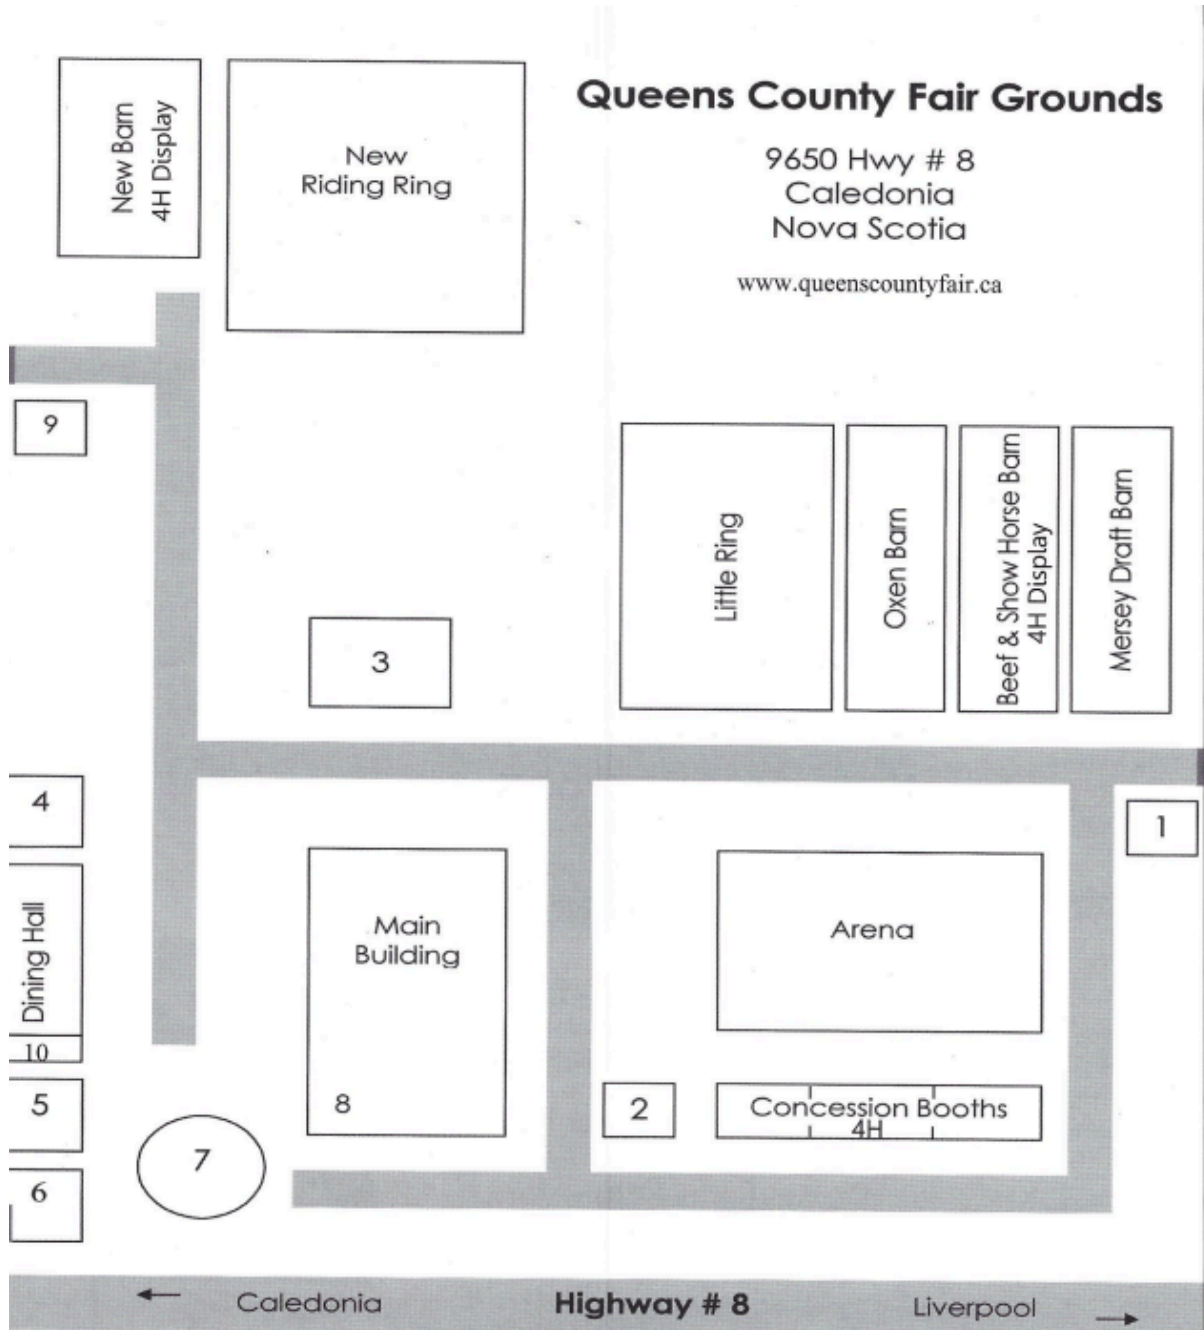 Queens County Fair Grounds
9650 Hwy # 8
Caledonia
Nova Scotia
www.queenscountyfair.ca
New Barn
4H Display
New
Riding Ring
9
Little Ring
Oxen Barn
Beef & Show Horse Barn
4H Display
Mersey Draft Barn
3
4
Dining Hall
10
5
6
7
Main
Building
8
Arena
1
2
Concession Booths
4H
Caledonia
Highway # 8
Liverpool